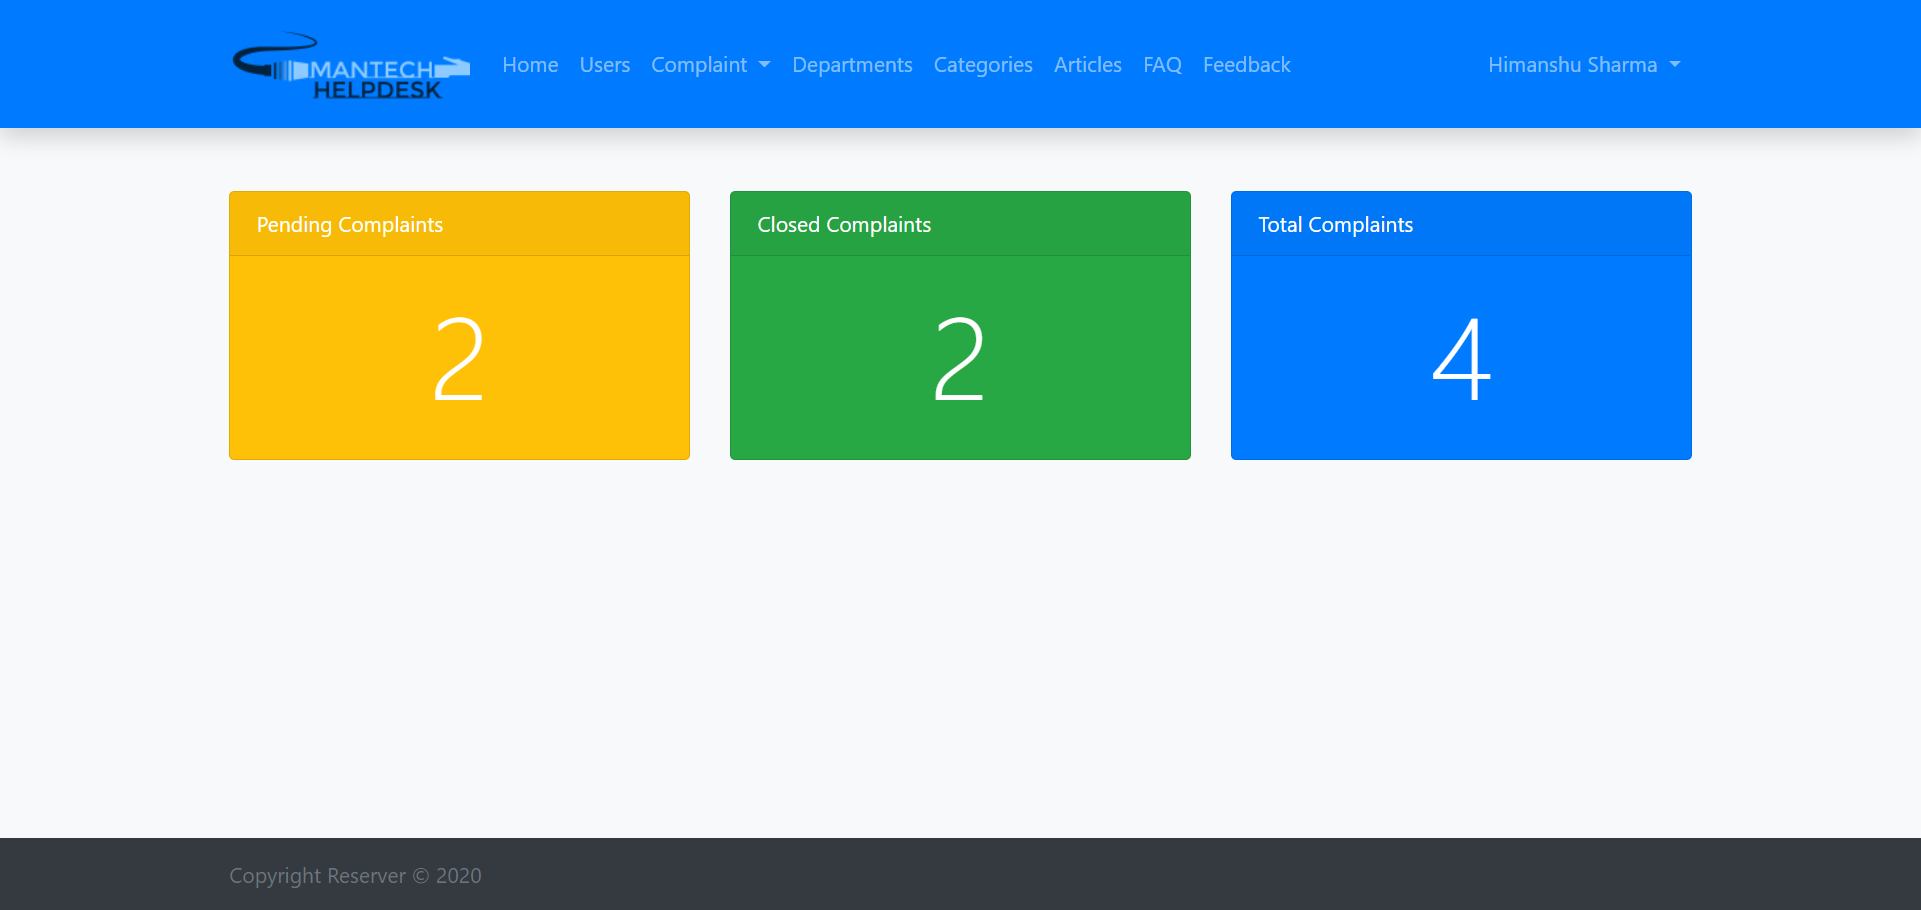 MANTECH
HELPDESK
Home Users Complaint Departments Categories Articles FAQ Feedback Himanshu Sharma
Pending Complaints
2
Closed Complaints
2
Total Complaints
4
Copyright Reserver © 2020